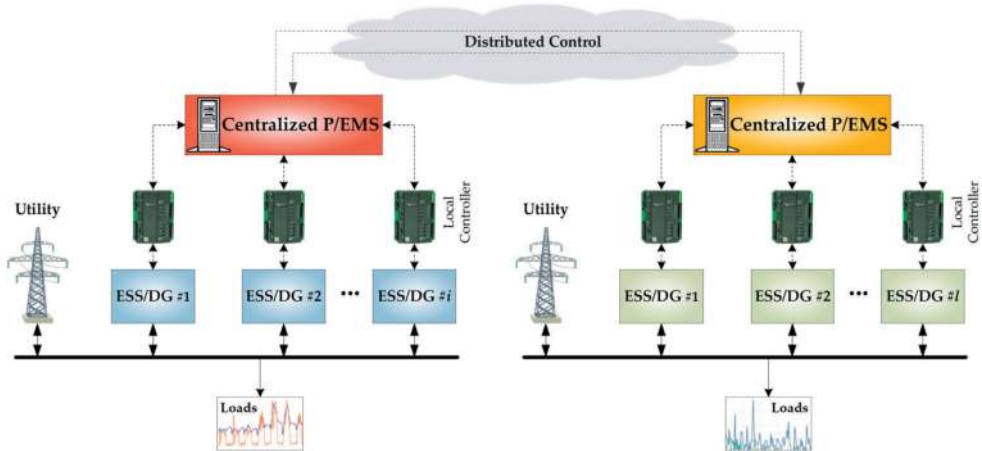 Distributed Control
Centralized P/EMS
Centralized P/EMS
Utility
Local
Controller
Utility
Local
Controller
ESS/DG #1
ESS/DG #2
•••
ESS/DG #i
ESS/DG #1
ESS/DG #2
•••
ESS/DG #l
Loads
Loads